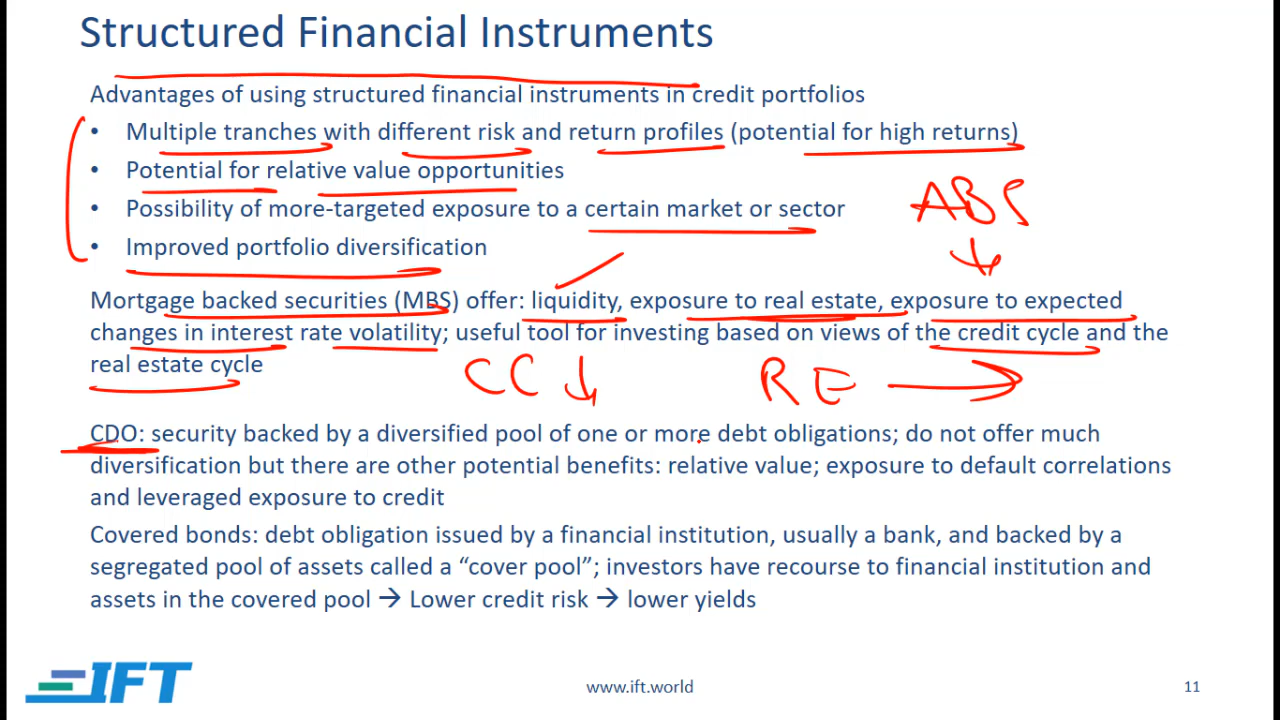 Structured Financial Instruments
Advantages of using structured financial instruments in credit portfolios
• Multiple tranches with different risk and return profiles (potential for high returns)
• Potential for relative value opportunities
• Possibility of more-targeted exposure to a certain market or sector
ABS
• Improved portfolio diversification
Mortgage backed securities (MBS) offer: liquidity, exposure to real estate, exposure to expected
changes in interest rate volatility; useful tool for investing based on views of the credit cycle and the
real estate cycle
CC ↓ RE →
CDO: security backed by a diversified pool of one or more debt obligations; do not offer much
diversification but there are other potential benefits: relative value; exposure to default correlations
and leveraged exposure to credit
Covered bonds: debt obligation issued by a financial institution, usually a bank, and backed by a
segregated pool of assets called a “cover pool”; investors have recourse to financial institution and
assets in the covered pool → Lower credit risk → lower yields
IFT
www.ift.world
11